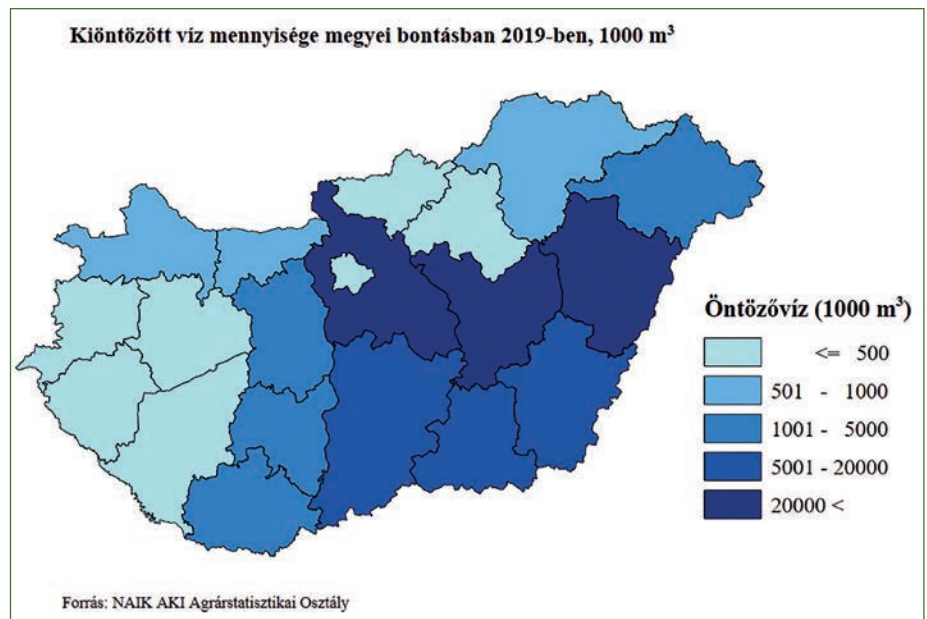 Kiöntözött víz mennyisége megyei bontásban 2019-ben, 1000 m³
Öntözővíz (1000 m³)
<= 500
501 - 1000
1001 - 5000
5001 - 20000
20000 <
Forrás: NAIK AKI Agrárstatisztikai Osztály